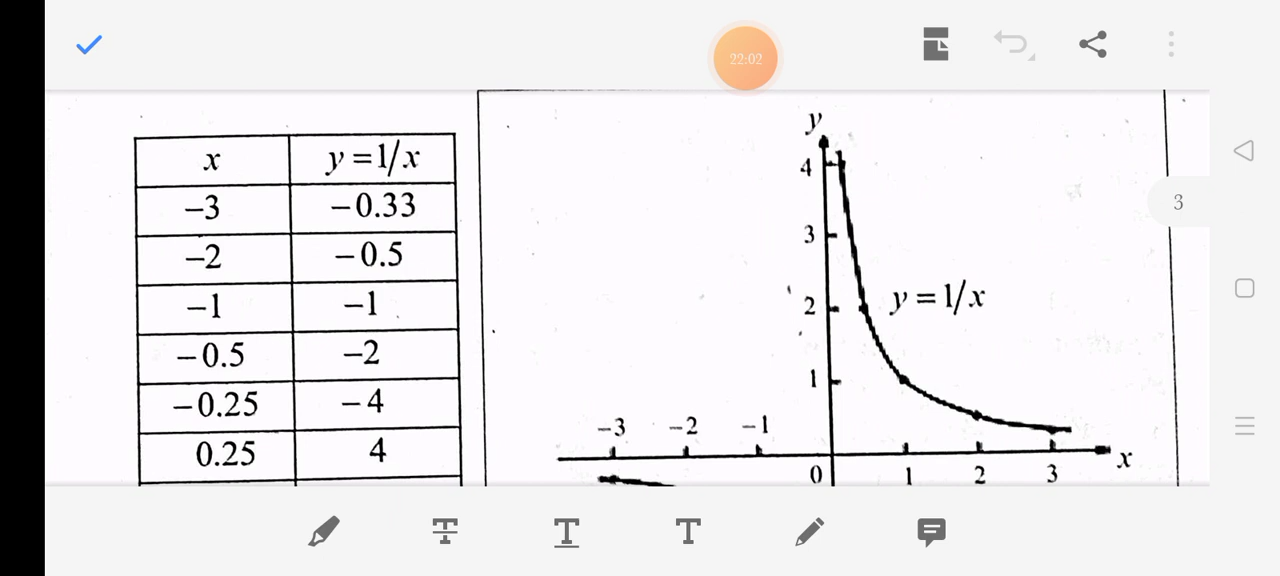 22:02
3
x y = 1/x
−3 −0.33
−2 −0.5
−1 −1
−0.5 −2
−0.25 −4
0.25 4
y
4
3
2
1
y = 1/x
−3 −2 −1
0 1 2 3 x
T T T